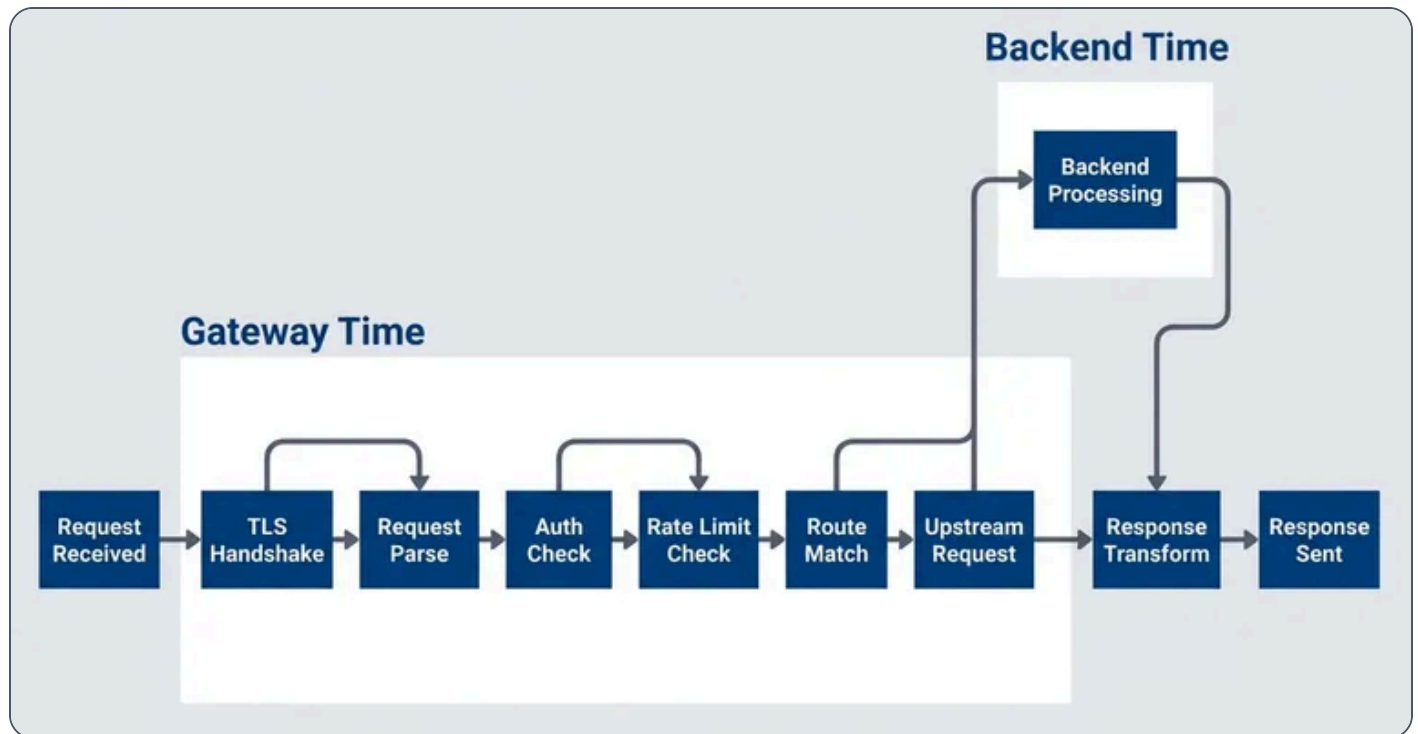 Backend Time
Backend
Processing
Gateway Time
Request
Received
TLS
Handshake
Request
Parse
Auth
Check
Rate Limit
Check
Route
Match
Upstream
Request
Response
Transform
Response
Sent